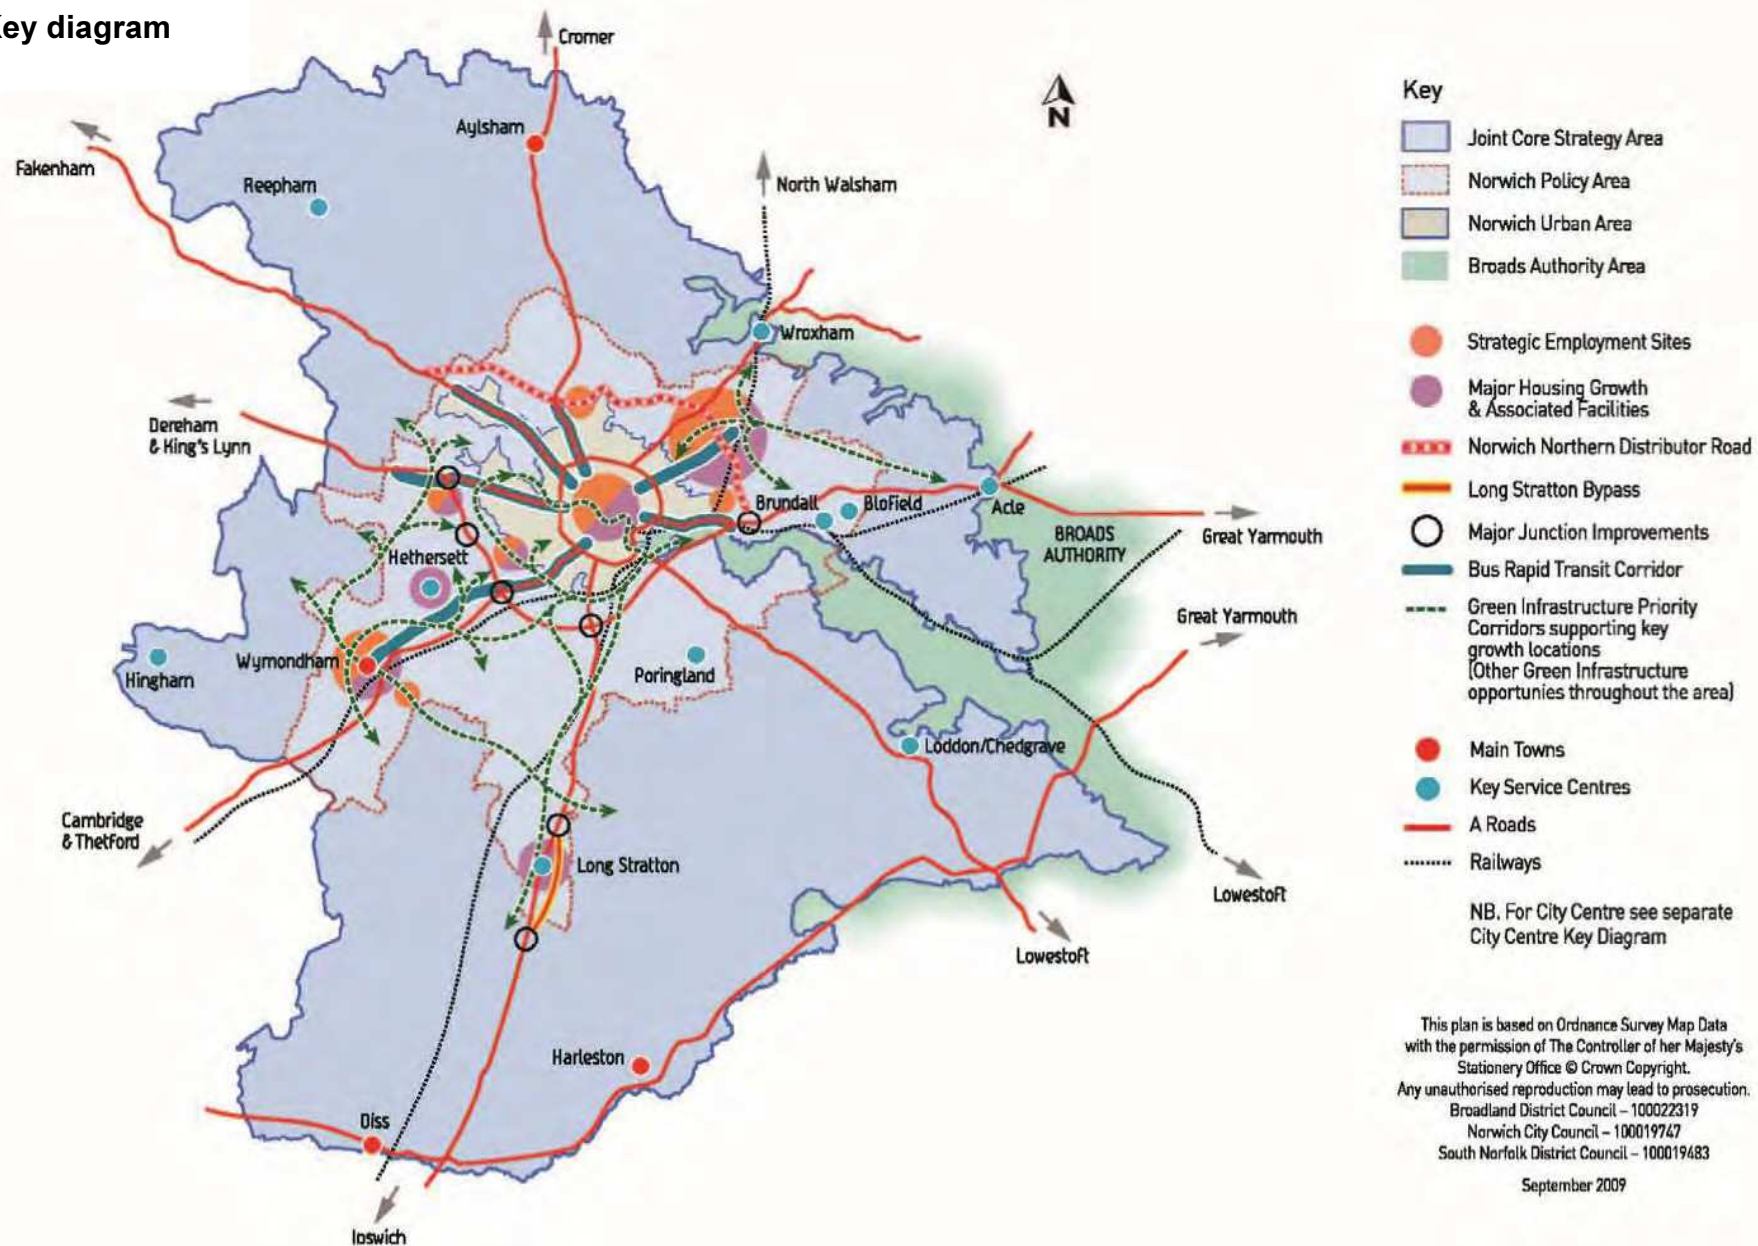 ey diagram
Cromer
Aylsham
Fakenham
Reepham
North Walsham
Wroxham
Dereham
& King's Lynn
Brundall
Blofield
Acle
BROADS
AUTHORITY
Great Yarmouth
Hethersett
Great Yarmouth
Wymondham
Hingham
Poringland
Loddon/Chedgrave
Cambridge
& Thetford
Long Stratton
Lowestoft
Lowestoft
Harleston
Diss
Ipswich
N
Key
Joint Core Strategy Area
Norwich Policy Area
Norwich Urban Area
Broads Authority Area
Strategic Employment Sites
Major Housing Growth
& Associated Facilities
Norwich Northern Distributor Road
Long Stratton Bypass
Major Junction Improvements
Bus Rapid Transit Corridor
Green Infrastructure Priority
Corridors supporting key
growth locations
(Other Green Infrastructure
opportunies throughout the area)
Main Towns
Key Service Centres
A Roads
Railways
NB. For City Centre see separate
City Centre Key Diagram
This plan is based on Ordnance Survey Map Data
with the permission of The Controller of her Majesty's
Stationery Office © Crown Copyright.
Any unauthorised reproduction may lead to prosecution.
Broadland District Council – 100022319
Norwich City Council – 100019747
South Norfolk District Council – 100019483
September 2009